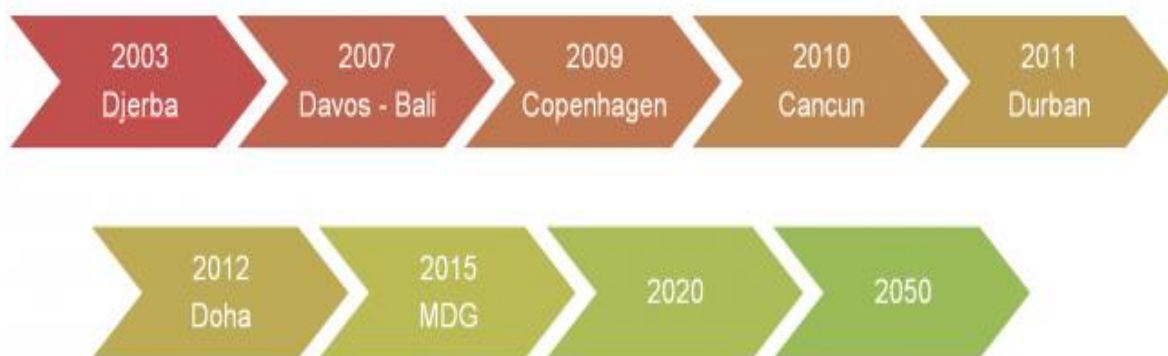 2003
Djerba
2007
Davos - Bali
2009
Copenhagen
2010
Cancun
2011
Durban
2012
Doha
2015
MDG
2020
2050